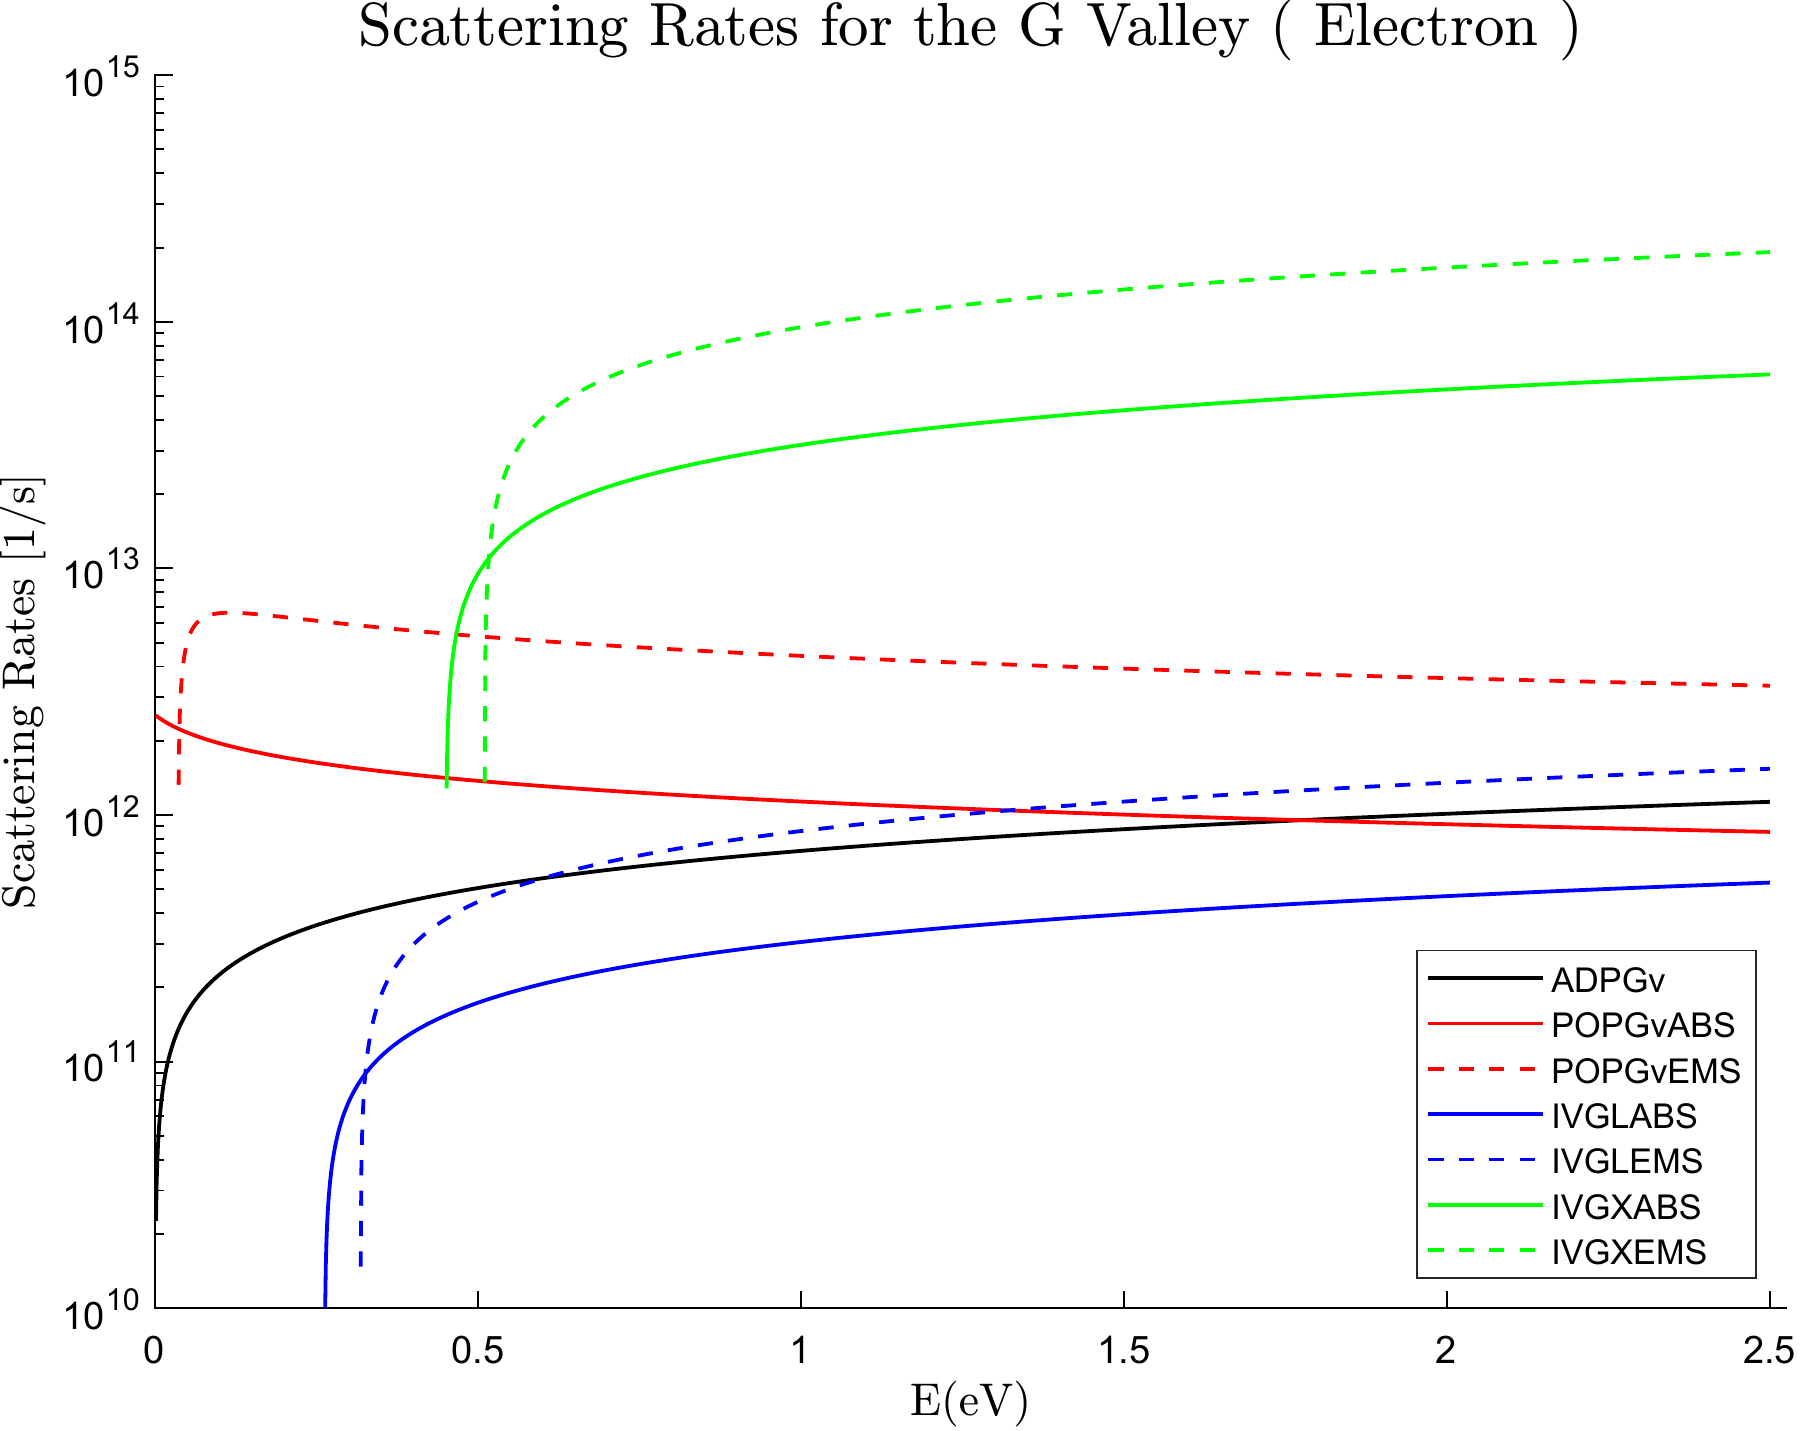 Scattering Rates for the G Valley ( Electron )
Scattering Rates [1/s]
10^15
10^14
10^13
10^12
10^11
10^10
0 0.5 1 1.5 2 2.5
E(eV)
ADPGv
POPGvABS
POPGvEMS
IVGLABS
IVGLEMS
IVGXABS
IVGXEMS